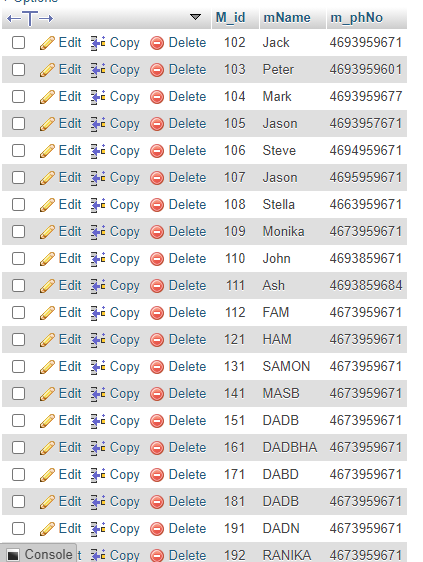 Options
M_id mName m_phNo
Edit Copy Delete 102 Jack 4693959671
Edit Copy Delete 103 Peter 4693959601
Edit Copy Delete 104 Mark 4693959677
Edit Copy Delete 105 Jason 4693957671
Edit Copy Delete 106 Steve 4694959671
Edit Copy Delete 107 Jason 4695959671
Edit Copy Delete 108 Stella 4663959671
Edit Copy Delete 109 Monika 4673959671
Edit Copy Delete 110 John 4693859671
Edit Copy Delete 111 Ash 4693859684
Edit Copy Delete 112 FAM 4673959671
Edit Copy Delete 121 HAM 4673959671
Edit Copy Delete 131 SAMON 4673959671
Edit Copy Delete 141 MASB 4673959671
Edit Copy Delete 151 DADB 4673959671
Edit Copy Delete 161 DADBHA 4673959671
Edit Copy Delete 171 DABD 4673959671
Edit Copy Delete 181 DADB 4673959671
Edit Copy Delete 191 DADN 4673959671
Console t Copy Delete 192 RANIKA 4673959671